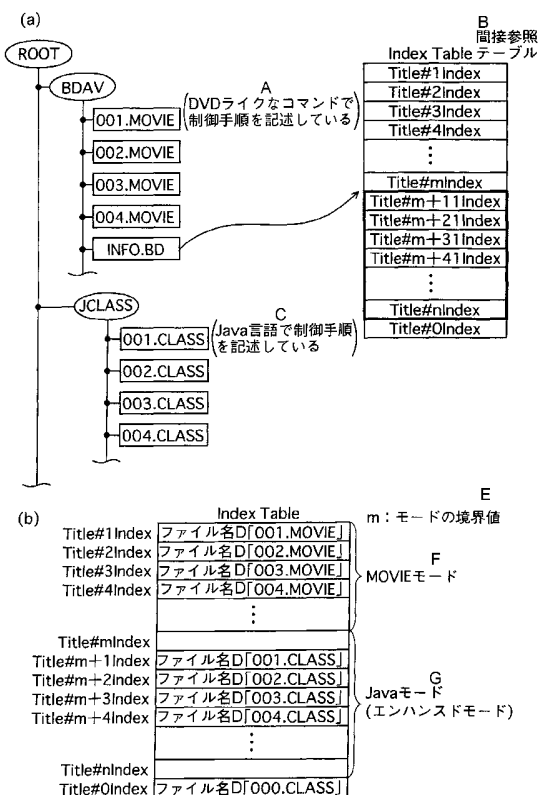 (a)
ROOT
BDAV
001.MOVIE
002.MOVIE
003.MOVIE
004.MOVIE
INFO.BD
A
(DVDライクなコマンドで
制御手順を記述している)
B
間接参照
Index Table テーブル
Title#1Index
Title#2Index
Title#3Index
Title#4Index
⋮
Title#mIndex
Title#m+11Index
Title#m+21Index
Title#m+31Index
Title#m+41Index
⋮
Title#nIndex
Title#0Index
JCLASS
C
(Java言語で制御手順
を記述している)
001.CLASS
002.CLASS
003.CLASS
004.CLASS
(b)
Index Table
E
m:モードの境界値
Title#1Index ファイル名D「001.MOVIE」
Title#2Index ファイル名D「002.MOVIE」
Title#3Index ファイル名D「003.MOVIE」
Title#4Index ファイル名D「004.MOVIE」
⋮
F
MOVIEモード
Title#mIndex
Title#m+1Index ファイル名D「001.CLASS」
Title#m+2Index ファイル名D「002.CLASS」
Title#m+3Index ファイル名D「003.CLASS」
Title#m+4Index ファイル名D「004.CLASS」
⋮
G
Javaモード
(エンハンスドモード)
Title#nIndex
Title#0Index ファイル名D「000.CLASS」